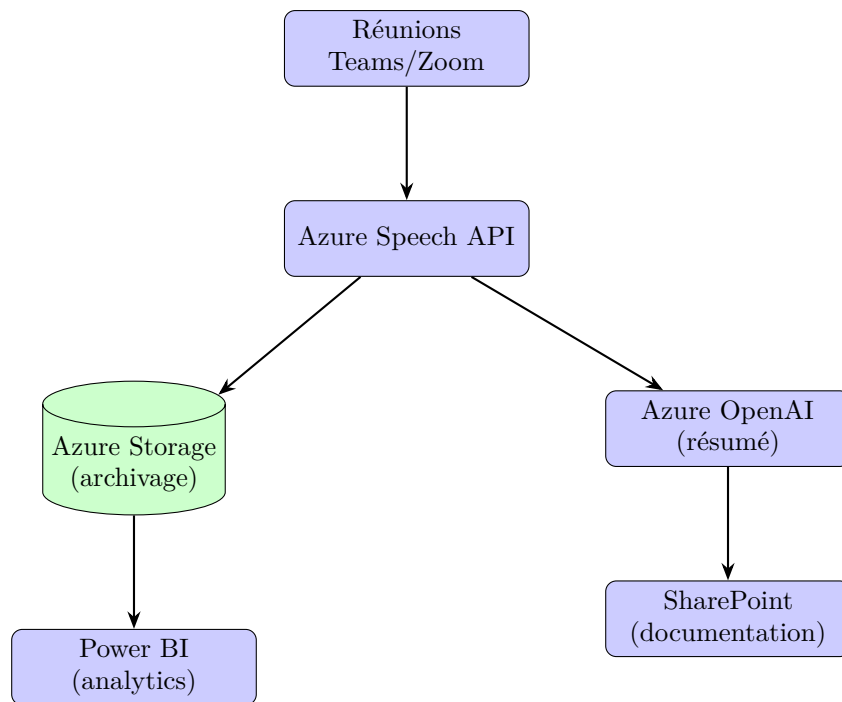 Réunions
Teams/Zoom
Azure Speech API
Azure Storage
(archivage)
Azure OpenAI
(résumé)
Power BI
(analytics)
SharePoint
(documentation)